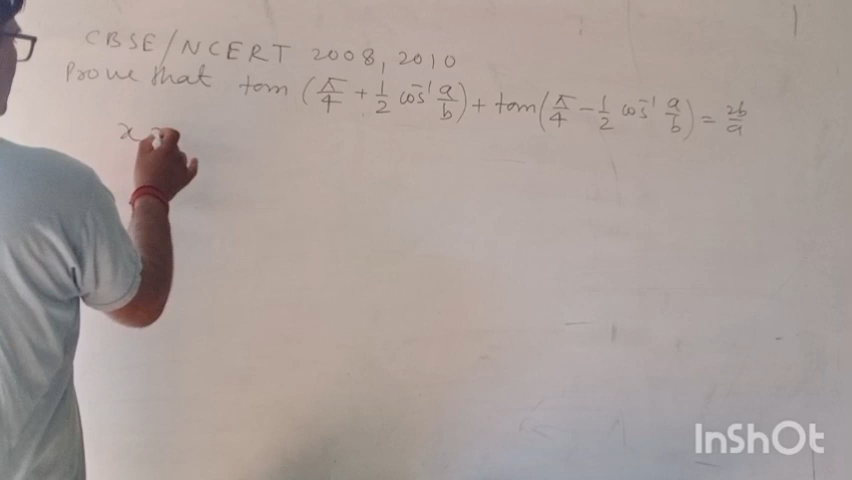 CBSE/NCERT 2008, 2010
Prove that tan (π/4 + 1/2 cos⁻¹ a/b) + tan (π/4 - 1/2 cos⁻¹ a/b) = 2b/a
x
InShOt